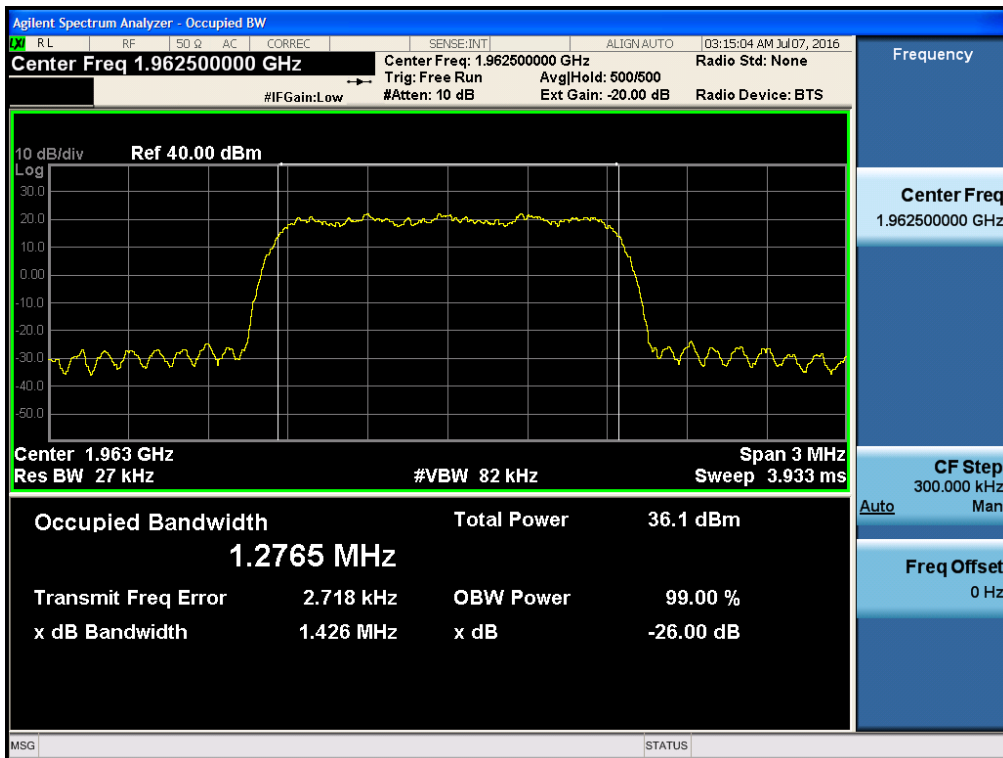 Agilent Spectrum Analyzer - Occupied BW
LXI RL RF 50 Ω AC CORREC SENSE:INT ALIGN AUTO 03:15:04 AM Jul 07, 2016
Center Freq 1.962500000 GHz
Center Freq: 1.962500000 GHz Radio Std: None
Trig: Free Run Avg|Hold: 500/500
#IFGain:Low #Atten: 10 dB Ext Gain: -20.00 dB Radio Device: BTS
10 dB/div Ref 40.00 dBm
Log
30.0
20.0
10.0
0.00
-10.0
-20.0
-30.0
-40.0
-50.0
Center 1.963 GHz Span 3 MHz
Res BW 27 kHz #VBW 82 kHz Sweep 3.933 ms
Occupied Bandwidth Total Power 36.1 dBm
1.2765 MHz
Transmit Freq Error 2.718 kHz OBW Power 99.00 %
x dB Bandwidth 1.426 MHz x dB -26.00 dB
MSG STATUS
Frequency
Center Freq
1.962500000 GHz
CF Step
300.000 kHz
Auto Man
Freq Offset
0 Hz